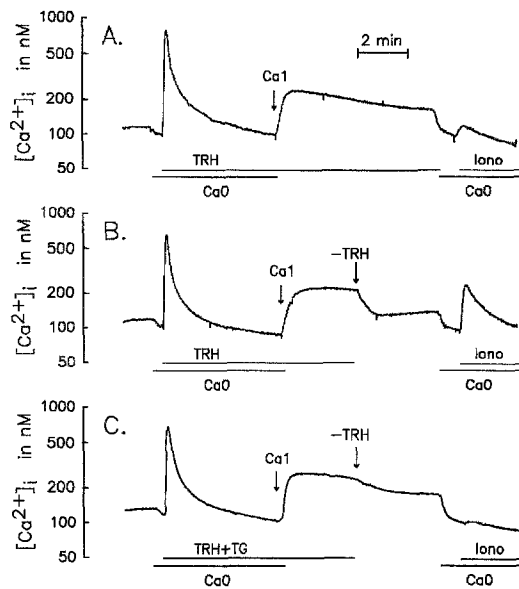 A.
[Ca²⁺]ᵢ in nM
1000
500
200
100
50
2 min
Ca1
TRH
Iono
Ca0
Ca0
B.
[Ca²⁺]ᵢ in nM
1000
500
200
100
50
Ca1
−TRH
TRH
Iono
Ca0
Ca0
C.
[Ca²⁺]ᵢ in nM
1000
500
200
100
50
Ca1
−TRH
TRH+TG
Iono
Ca0
Ca0